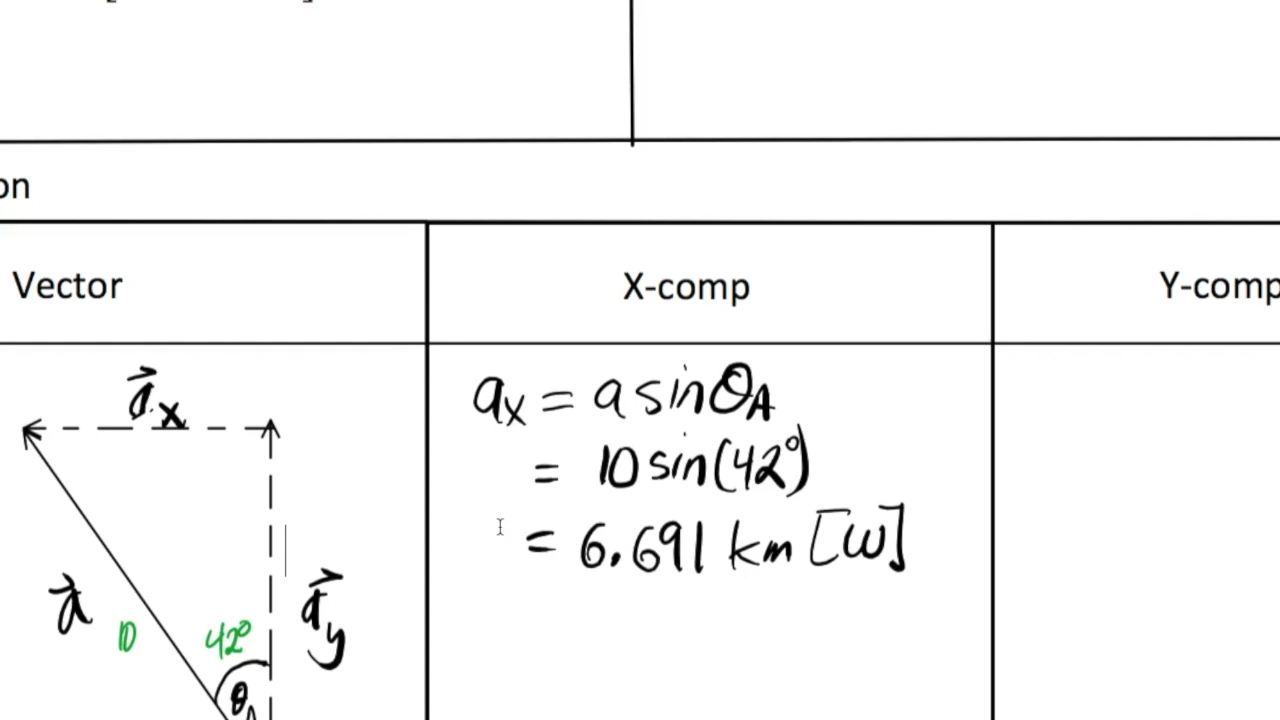 on
Vector
X-comp
Y-comp
a⃗x
ax = a sinθA
= 10 sin(42°)
= 6.691 km [W]
a⃗
10
42°
a⃗y
θA